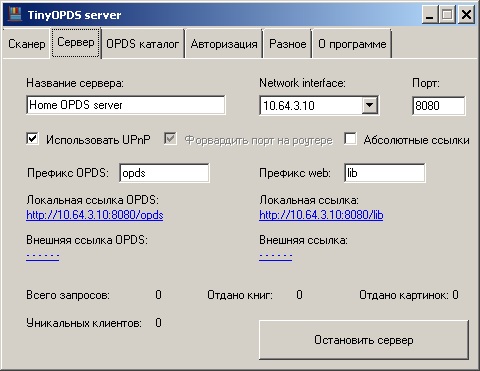 TinyOPDS server
Сканер Сервер OPDS каталог Авторизация Разное О программе
Название сервера: Network interface: Порт:
Home OPDS server 10.64.3.10 8080
Использовать UPnP Форвардить порт на роутере Абсолютные ссылки
Префикс OPDS: opds Префикс web: lib
Локальная ссылка OPDS: Локальная ссылка:
http://10.64.3.10:8080/opds http://10.64.3.10:8080/lib
Внешняя ссылка OPDS: Внешняя ссылка:
- - - - - - - - - - - -
Всего запросов: 0 Отдано книг: 0 Отдано картинок: 0
Уникальных клиентов: 0 Остановить сервер